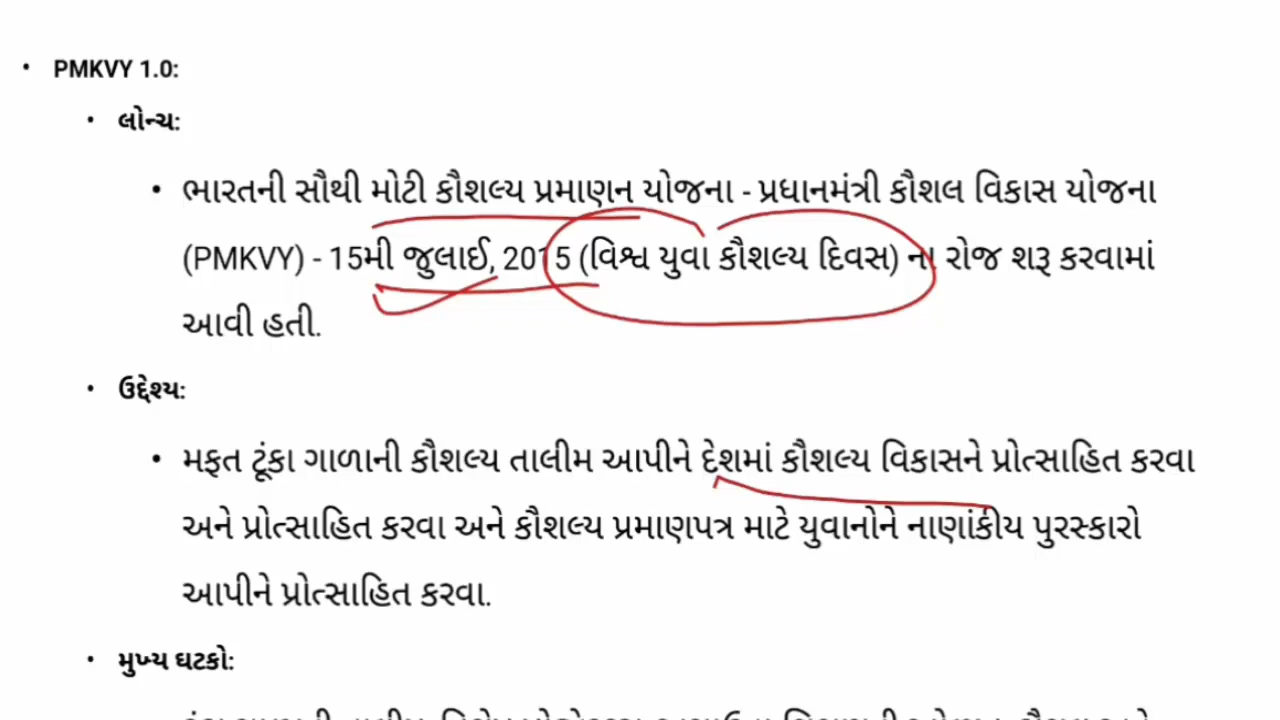 • PMKVY 1.0:
• લોન્ચ:
• ભારતની સૌથી મોટી કૌશલ્ય પ્રમાણન યોજના - પ્રધાનમંત્રી કૌશલ વિકાસ યોજના
(PMKVY) - 15મી જુલાઈ, 2015 (વિશ્વ યુવા કૌશલ્ય દિવસ) ના રોજ શરૂ કરવામાં
આવી હતી.
• ઉદ્દેશ્ય:
• મફત ટૂંકા ગાળાની કૌશલ્ય તાલીમ આપીને દેશમાં કૌશલ્ય વિકાસને પ્રોત્સાહિત કરવા
અને પ્રોત્સાહિત કરવા અને કૌશલ્ય પ્રમાણપત્ર માટે યુવાનોને નાણાંકીય પુરસ્કારો
આપીને પ્રોત્સાહિત કરવા.
• મુખ્ય ઘટકો: